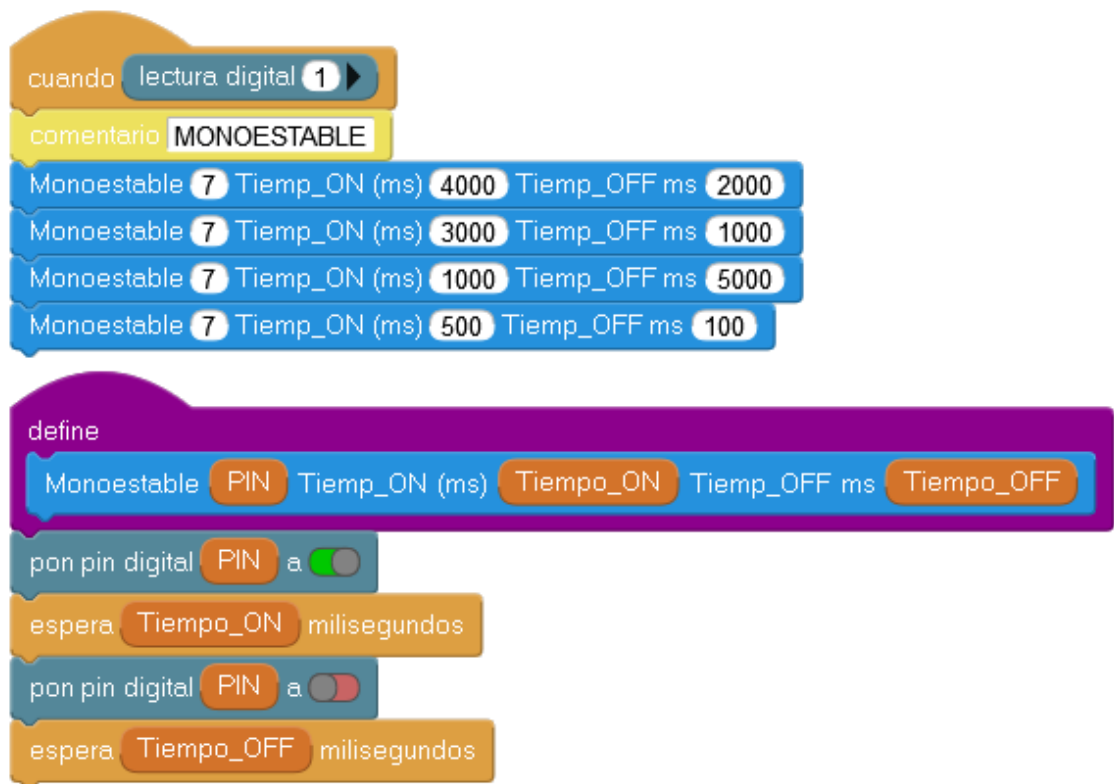 cuando lectura digital 1
comentario MONOESTABLE
Monoestable 7 Tiemp_ON (ms) 4000 Tiemp_OFF ms 2000
Monoestable 7 Tiemp_ON (ms) 3000 Tiemp_OFF ms 1000
Monoestable 7 Tiemp_ON (ms) 1000 Tiemp_OFF ms 5000
Monoestable 7 Tiemp_ON (ms) 500 Tiemp_OFF ms 100
define
Monoestable PIN Tiemp_ON (ms) Tiempo_ON Tiemp_OFF ms Tiempo_OFF
pon pin digital PIN a
espera Tiempo_ON milisegundos
pon pin digital PIN a
espera Tiempo_OFF milisegundos